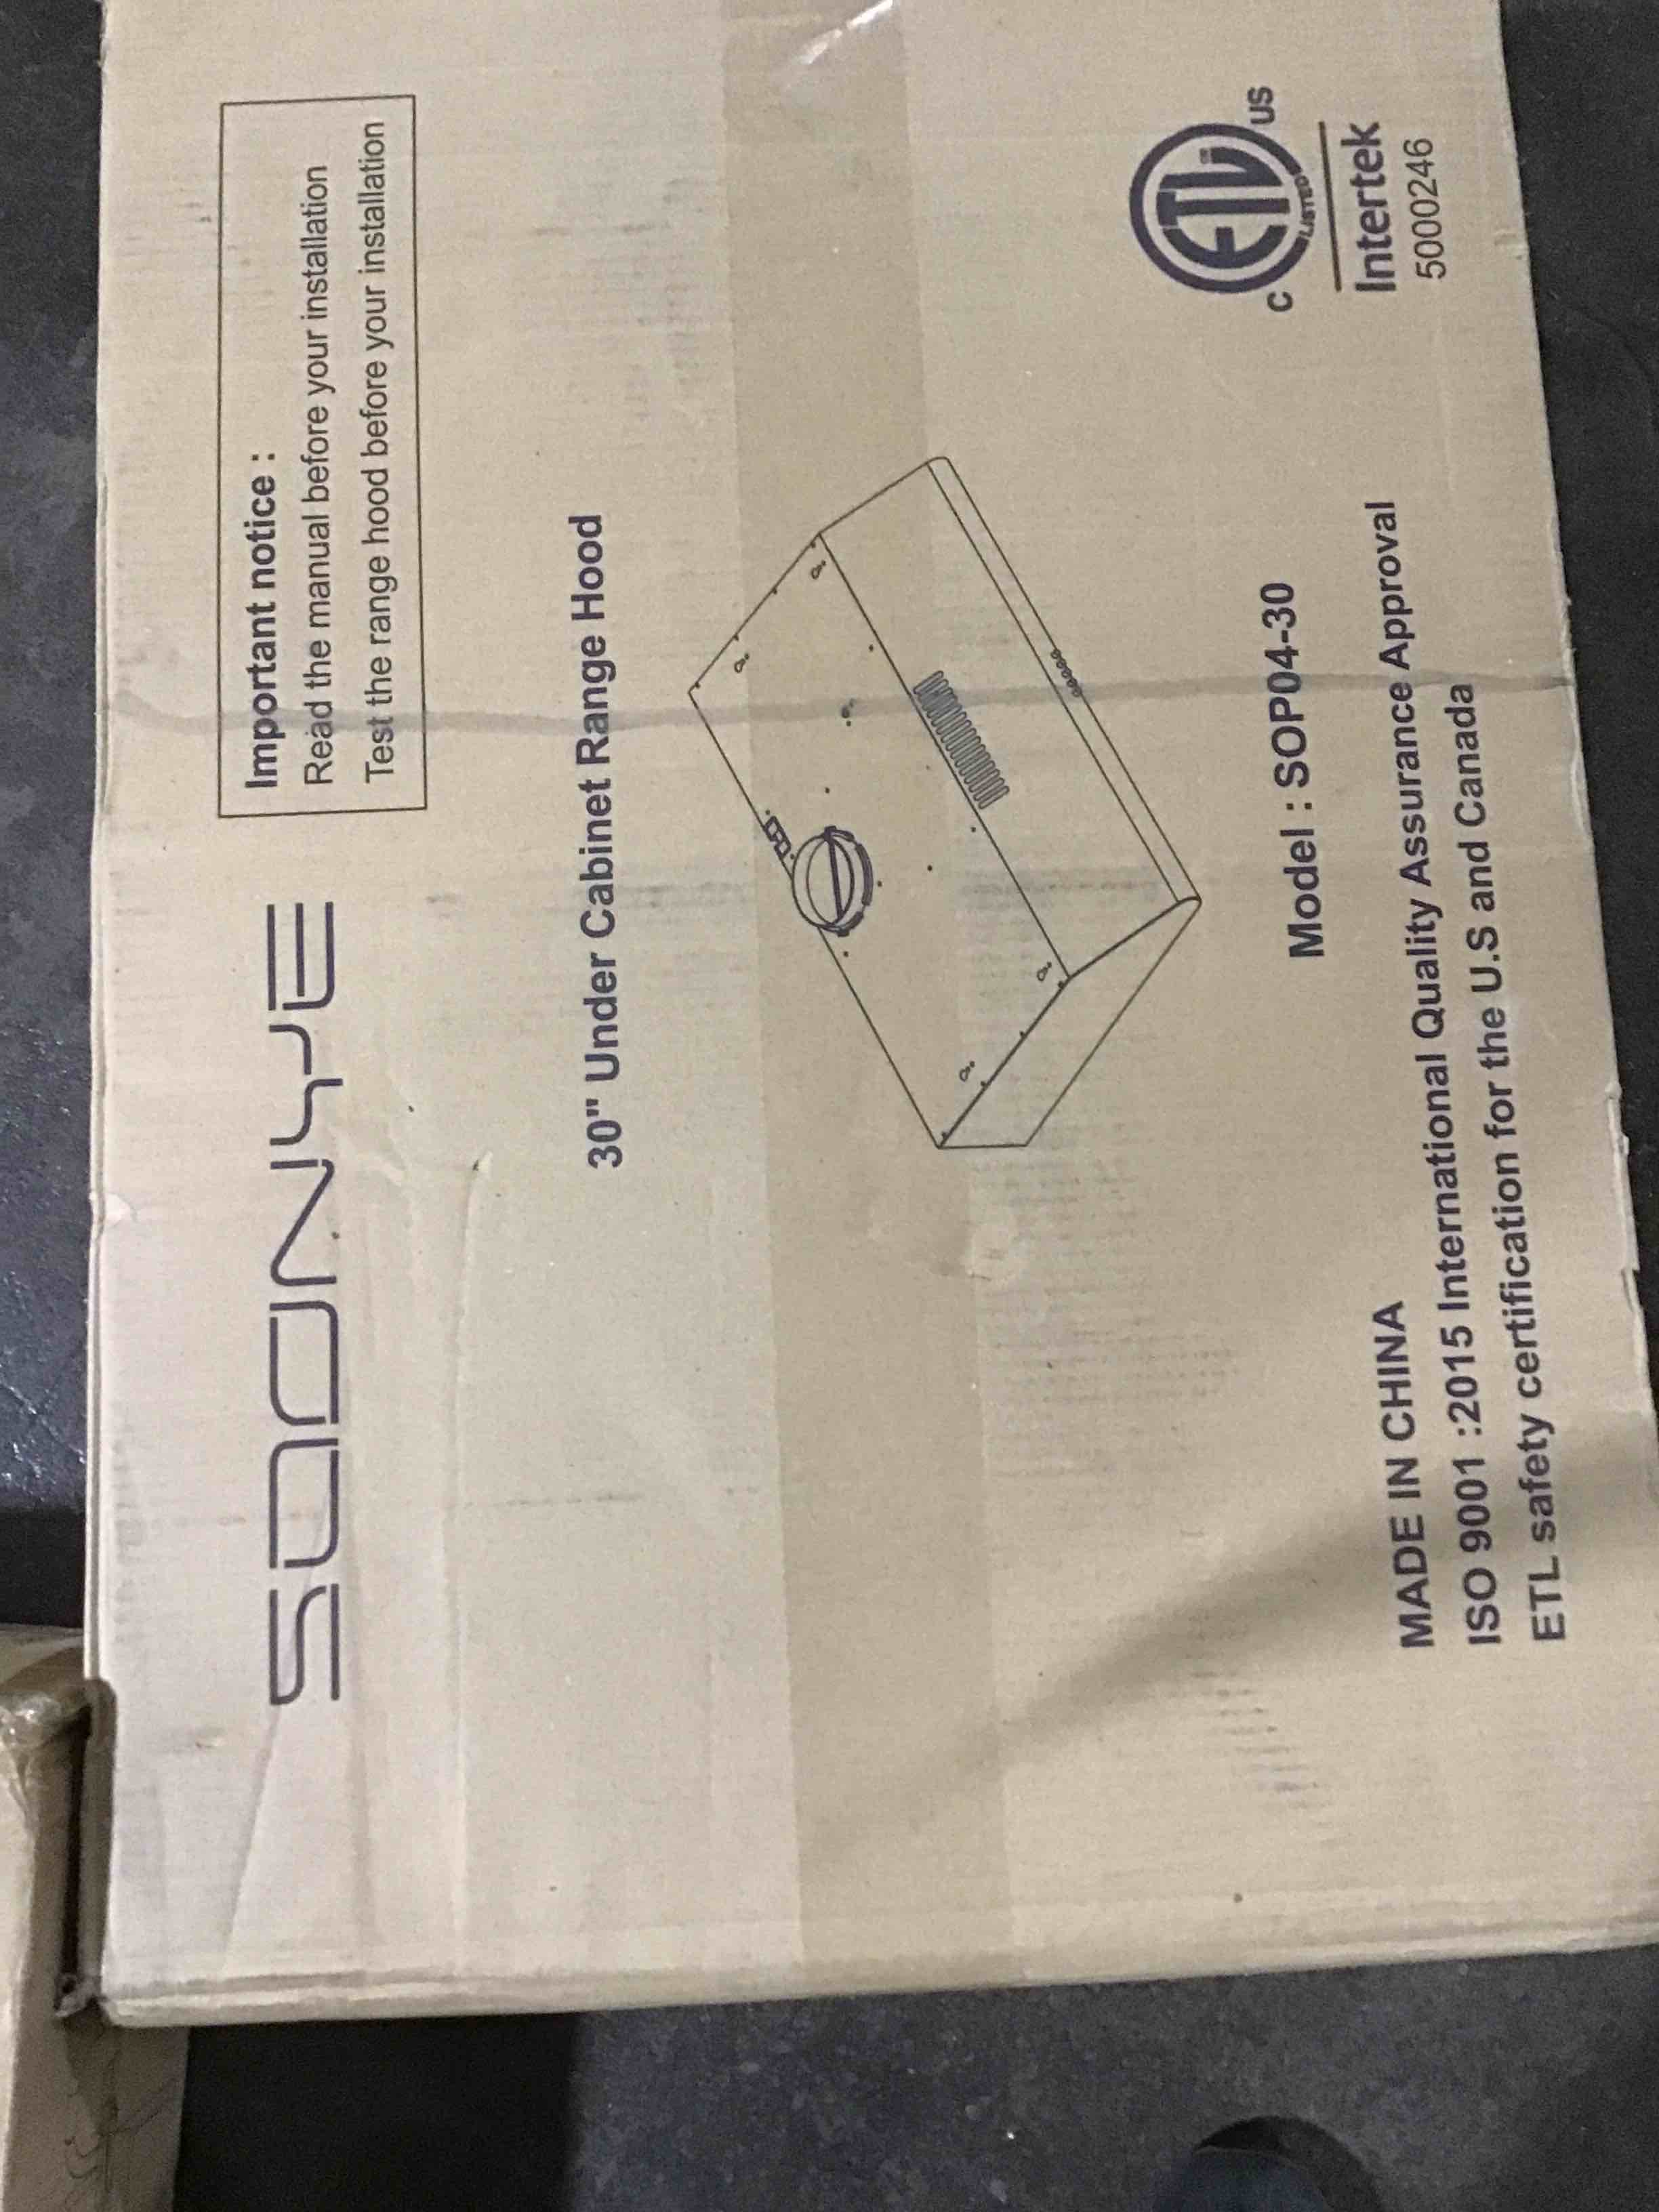 SOONYE
Important notice :
Read the manual before your installation
Test the range hood before your installation
30" Under Cabinet Range Hood
Model : SOP04-30
MADE IN CHINA
ISO 9001 :2015 International Quality Assurance Approval
ETL safety certification for the U.S and Canada
C ETL US
LISTED
Intertek
5000246